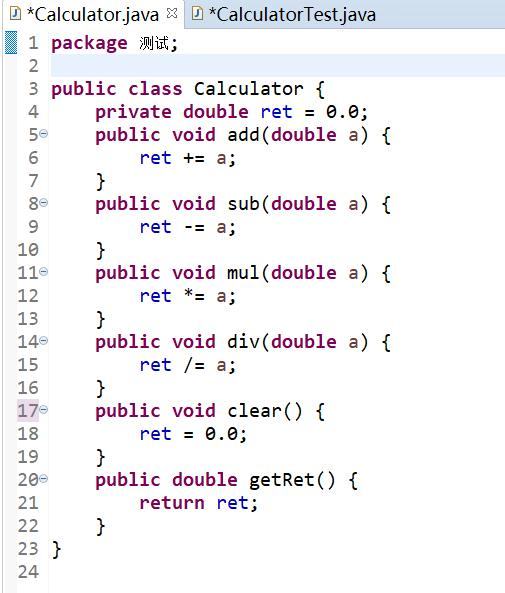 *Calculator.java *CalculatorTest.java
1 package 测试;
2
3 public class Calculator {
4     private double ret = 0.0;
5     public void add(double a) {
6         ret += a;
7     }
8     public void sub(double a) {
9         ret -= a;
10     }
11     public void mul(double a) {
12         ret *= a;
13     }
14     public void div(double a) {
15         ret /= a;
16     }
17     public void clear() {
18         ret = 0.0;
19     }
20     public double getRet() {
21         return ret;
22     }
23 }
24